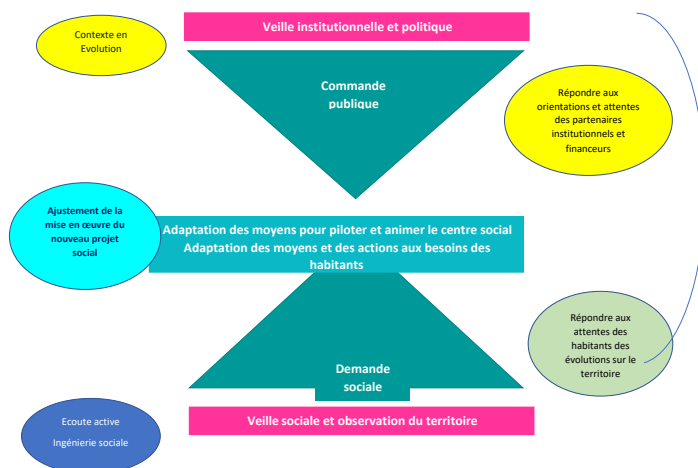 Veille institutionnelle et politique
Contexte en
Evolution
Commande
publique
Répondre aux
orientations et attentes
des partenaires
institutionnels et
financeurs
Ajustement de la
mise en œuvre du
nouveau projet
social
Adaptation des moyens pour piloter et animer le centre social
Adaptation des moyens et des actions aux besoins des
habitants
Répondre aux
attentes des
habitants des
évolutions sur le
territoire
Demande
sociale
Ecoute active
Ingénierie sociale
Veille sociale et observation du territoire